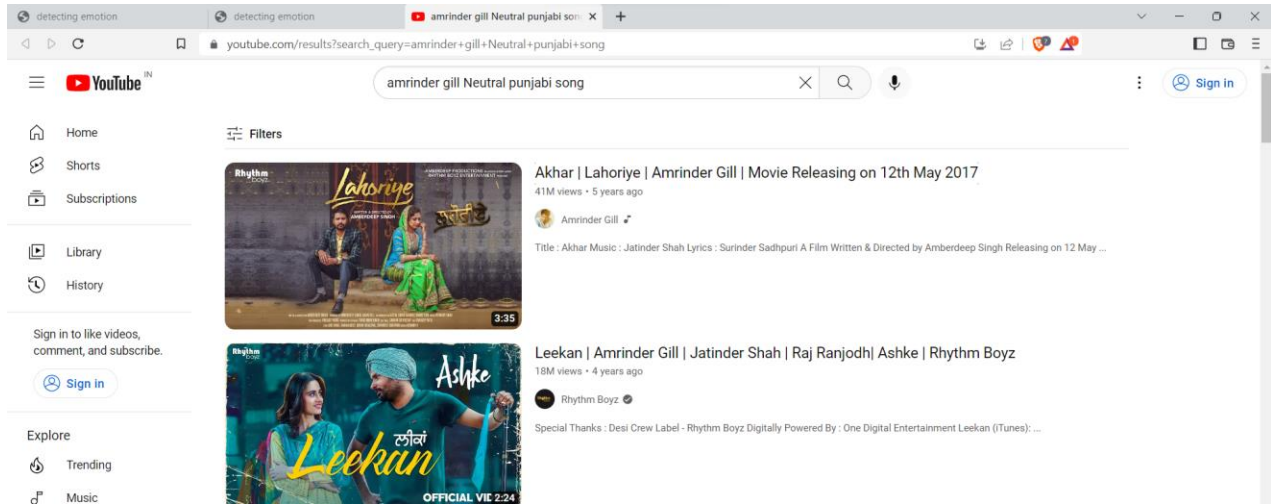 detecting emotion
detecting emotion
amrinder gill Neutral punjabi son
youtube.com/results?search_query=amrinder+gill+Neutral+punjabi+song
YouTube IN
amrinder gill Neutral punjabi song
Sign in
Home
Shorts
Subscriptions
Library
History
Sign in to like videos,
comment, and subscribe.
Sign in
Explore
Trending
Music
Filters
Rhythm
boyz
Lahoriye
AMBERDEEP SINGH
ਲਹੌਰੀਏ
3:35
Akhar | Lahoriye | Amrinder Gill | Movie Releasing on 12th May 2017
41M views • 5 years ago
Amrinder Gill
Title : Akhar Music : Jatinder Shah Lyrics : Surinder Sadhpuri A Film Written & Directed by Amberdeep Singh Releasing on 12 May ...
Rhythm
boyz
Ashke
ਲੀਕਾਂ
Leekan
OFFICIAL VID
2:24
Leekan | Amrinder Gill | Jatinder Shah | Raj Ranjodh| Ashke | Rhythm Boyz
18M views • 4 years ago
Rhythm Boyz
Special Thanks : Desi Crew Label - Rhythm Boyz Digitally Powered By : One Digital Entertainment Leekan (iTunes): ...